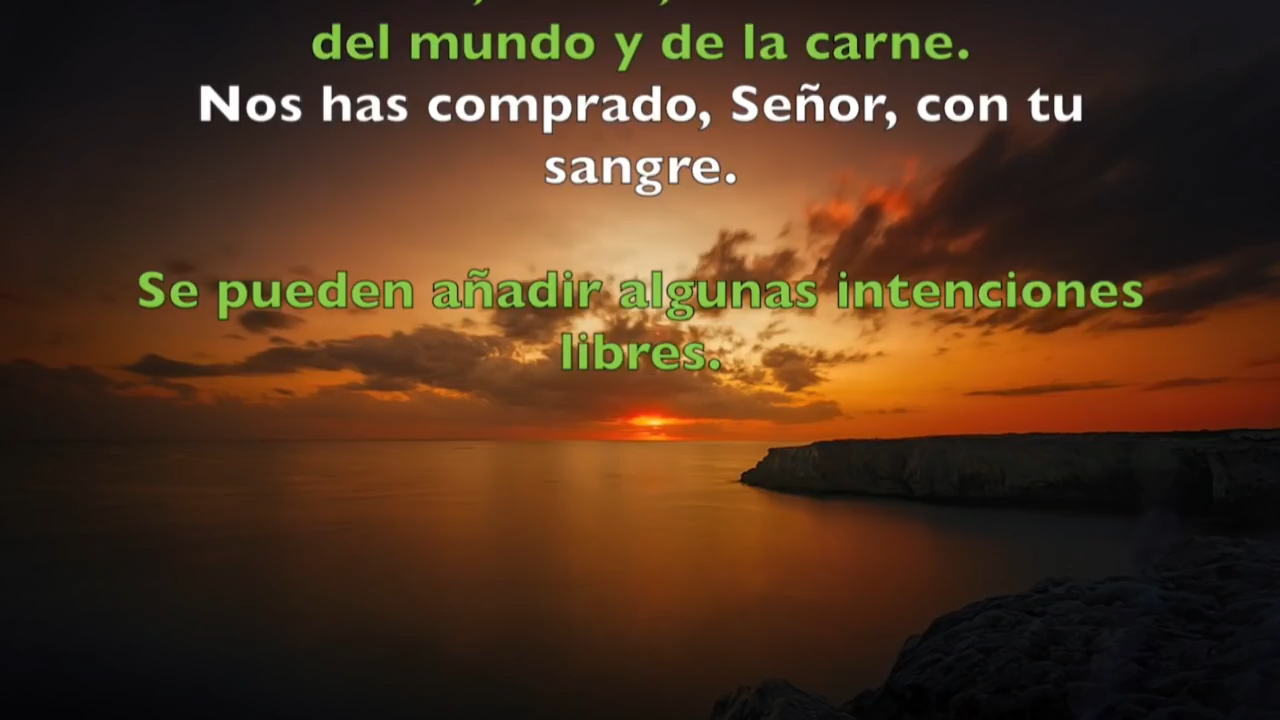 del mundo y de la carne.
Nos has comprado, Señor, con tu
sangre.
Se pueden añadir algunas intenciones
libres.